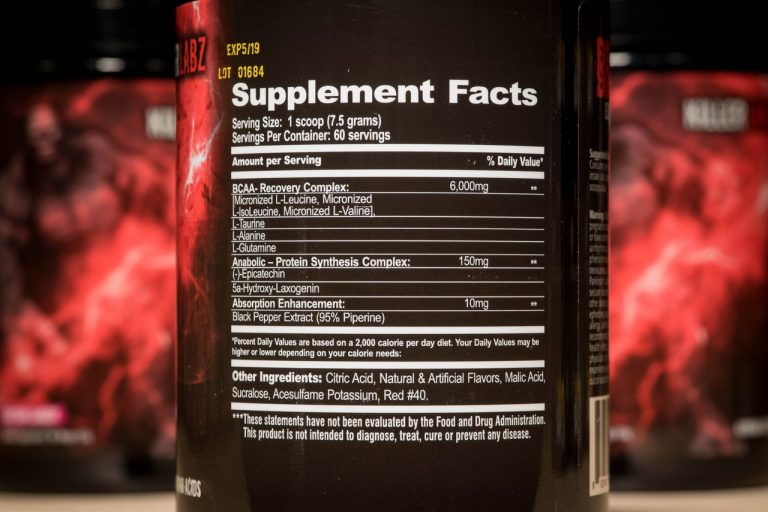 LABZ
EXP5/19
LOT 01684
Supplement Facts
Serving Size: 1 scoop (7.5 grams)
Servings Per Container: 60 servings
Amount per Serving % Daily Value*
BCAA- Recovery Complex: 6,000mg **
[Micronized L-Leucine, Micronized
L-IsoLeucine, Micronized L-Valine],
L-Taurine
L-Alanine
L-Glutamine
Anabolic – Protein Synthesis Complex: 150mg **
(-)-Epicatechin
5a-Hydroxy-Laxogenin
Absorption Enhancement: 10mg **
Black Pepper Extract (95% Piperine)
*Percent Daily Values are based on a 2,000 calorie per day diet. Your Daily Values may be
higher or lower depending on your calorie needs:
Other Ingredients: Citric Acid, Natural & Artificial Flavors, Malic Acid,
Sucralose, Acesulfame Potassium, Red #40.
***These statements have not been evaluated by the Food and Drug Administration.
This product is not intended to diagnose, treat, cure or prevent any disease.
ACIDS
KILLER